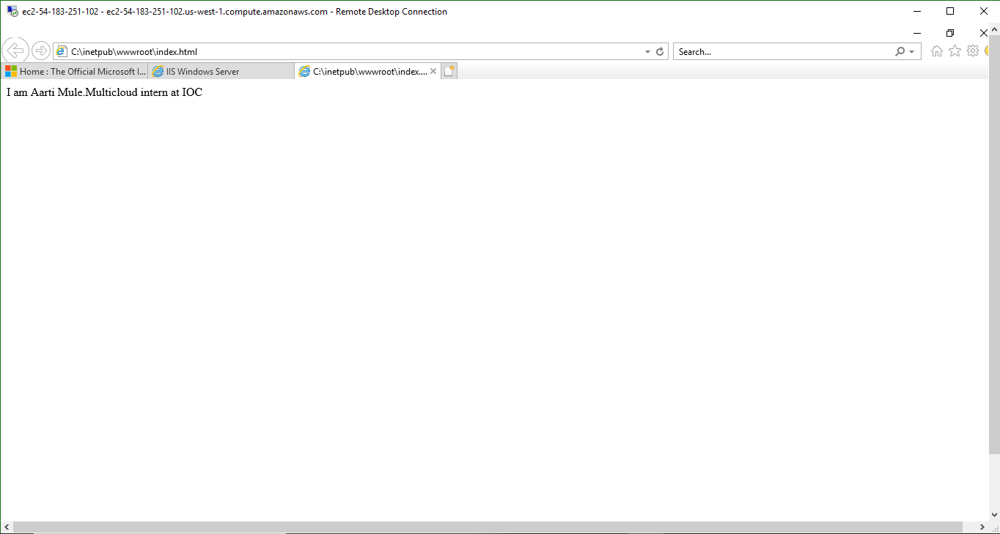 ec2-54-183-251-102 - ec2-54-183-251-102.us-west-1.compute.amazonaws.com - Remote Desktop Connection
C:\inetpub\wwwroot\index.html
Search...
Home : The Official Microsoft I...
IIS Windows Server
C:\inetpub\wwwroot\index....
I am Aarti Mule.Multicloud intern at IOC